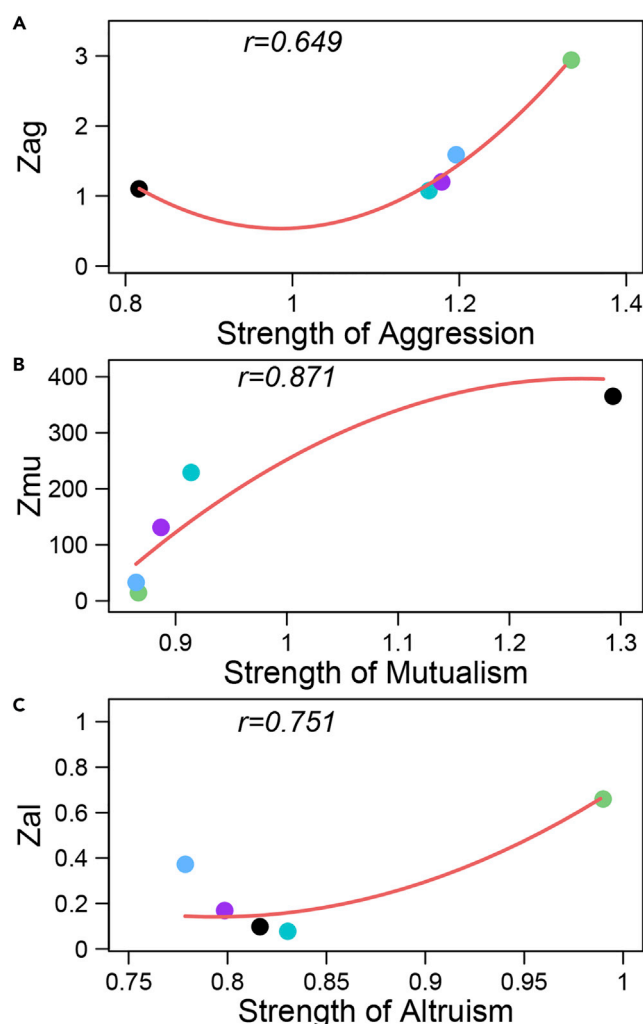 A
r=0.649
Zag
3
2
1
0
0.8 1 1.2 1.4
Strength of Aggression
B
r=0.871
Zmu
400
300
200
100
0
0.9 1 1.1 1.2 1.3
Strength of Mutualism
C
r=0.751
Zal
1
0.8
0.6
0.4
0.2
0
0.75 0.8 0.85 0.9 0.95 1
Strength of Altruism